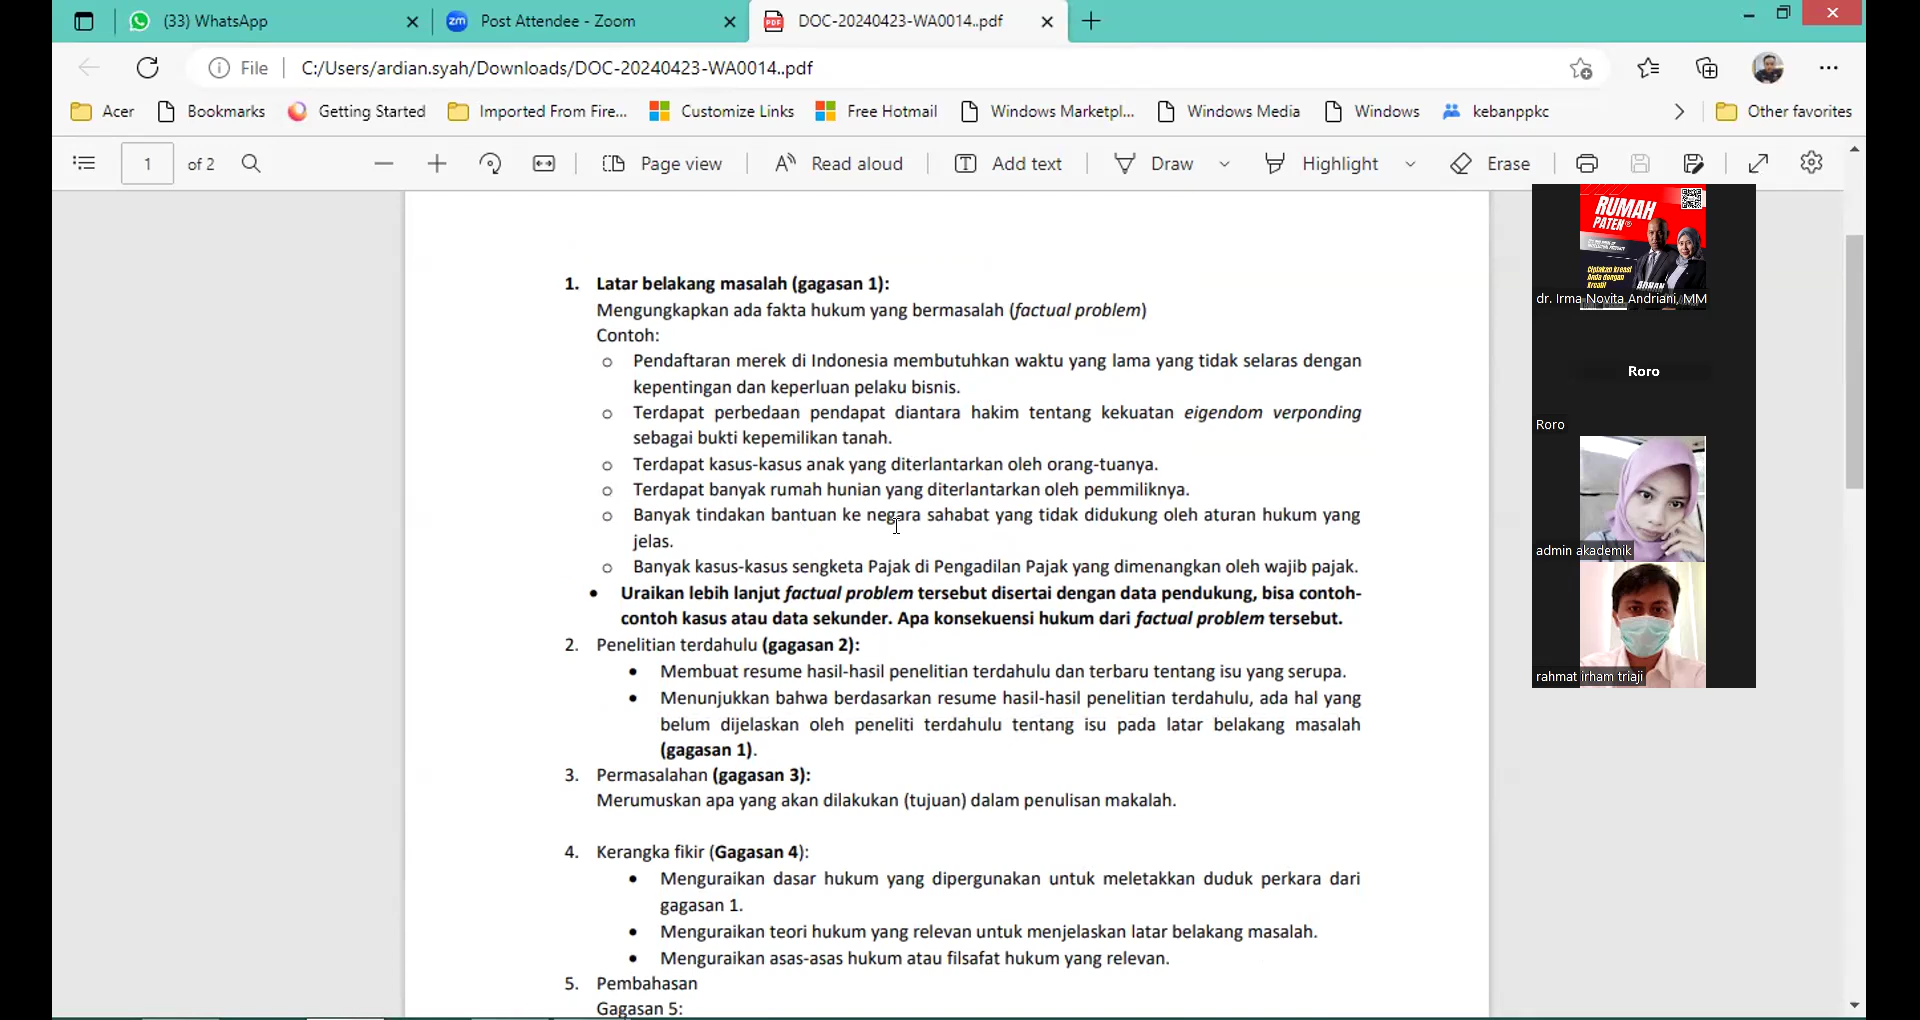 (33) WhatsApp
Post Attendee - Zoom
DOC-20240423-WA0014..pdf
File
C:/Users/ardian.syah/Downloads/DOC-20240423-WA0014..pdf
Acer
Bookmarks
Getting Started
Imported From Fire...
Customize Links
Free Hotmail
Windows Marketpl...
Windows Media
Windows
kebanppkc
Other favorites
1 of 2
Page view
Read aloud
Add text
Draw
Highlight
Erase
1. Latar belakang masalah (gagasan 1):
Mengungkapkan ada fakta hukum yang bermasalah (factual problem)
Contoh:
o Pendaftaran merek di Indonesia membutuhkan waktu yang lama yang tidak selaras dengan
kepentingan dan keperluan pelaku bisnis.
o Terdapat perbedaan pendapat diantara hakim tentang kekuatan eigendom verponding
sebagai bukti kepemilikan tanah.
o Terdapat kasus-kasus anak yang diterlantarkan oleh orang-tuanya.
o Terdapat banyak rumah hunian yang diterlantarkan oleh pemmiliknya.
o Banyak tindakan bantuan ke negara sahabat yang tidak didukung oleh aturan hukum yang
jelas.
o Banyak kasus-kasus sengketa Pajak di Pengadilan Pajak yang dimenangkan oleh wajib pajak.
• Uraikan lebih lanjut factual problem tersebut disertai dengan data pendukung, bisa contoh-
contoh kasus atau data sekunder. Apa konsekuensi hukum dari factual problem tersebut.
2. Penelitian terdahulu (gagasan 2):
• Membuat resume hasil-hasil penelitian terdahulu dan terbaru tentang isu yang serupa.
• Menunjukkan bahwa berdasarkan resume hasil-hasil penelitian terdahulu, ada hal yang
belum dijelaskan oleh peneliti terdahulu tentang isu pada latar belakang masalah
(gagasan 1).
3. Permasalahan (gagasan 3):
Merumuskan apa yang akan dilakukan (tujuan) dalam penulisan makalah.
4. Kerangka fikir (Gagasan 4):
• Menguraikan dasar hukum yang dipergunakan untuk meletakkan duduk perkara dari
gagasan 1.
• Menguraikan teori hukum yang relevan untuk menjelaskan latar belakang masalah.
• Menguraikan asas-asas hukum atau filsafat hukum yang relevan.
5. Pembahasan
Gagasan 5:
RUMAH
PATEN®
Ciptakan kreasi
Anda dengan
Kreatif
dr. Irma Novita Andriani, MM
Roro
Roro
admin akademik
rahmat irham triaji